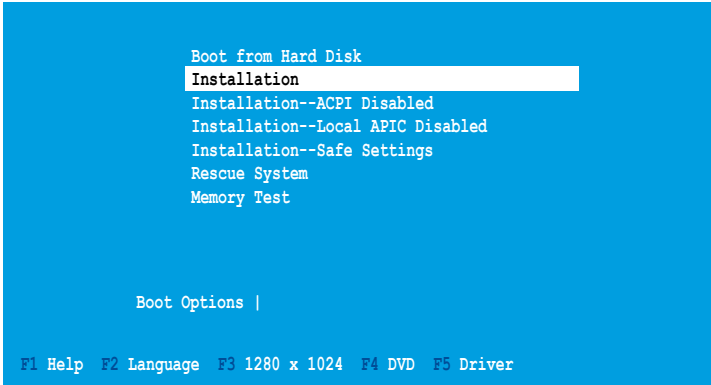 Boot from Hard Disk
Installation
Installation--ACPI Disabled
Installation--Local APIC Disabled
Installation--Safe Settings
Rescue System
Memory Test
Boot Options |
F1 Help F2 Language F3 1280 x 1024 F4 DVD F5 Driver